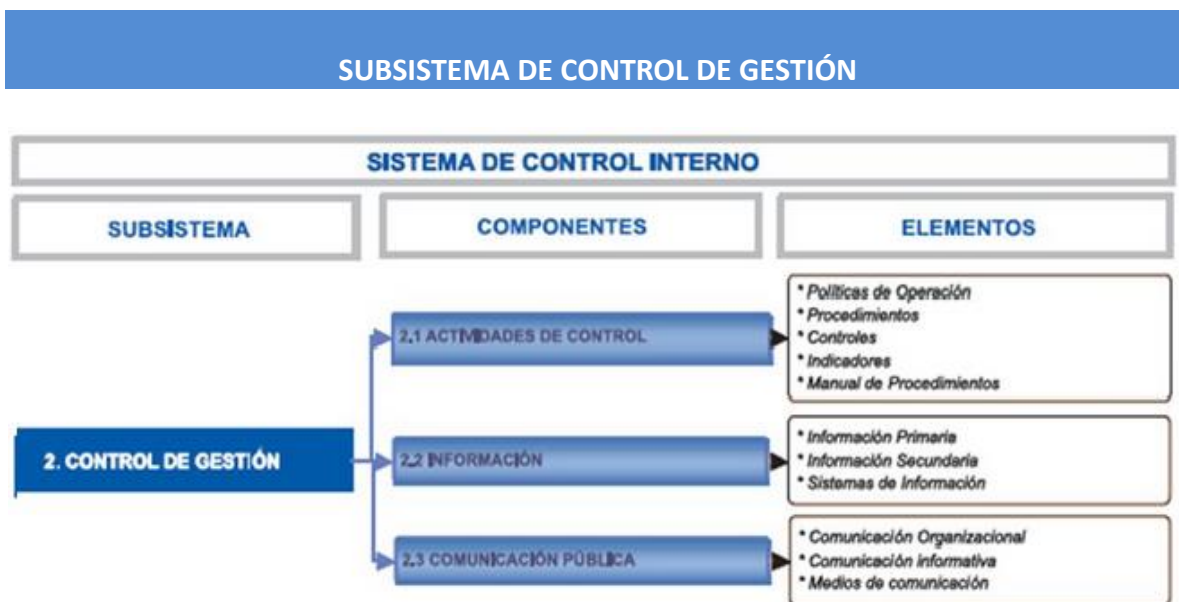 SUBSISTEMA DE CONTROL DE GESTIÓN
SISTEMA DE CONTROL INTERNO
SUBSISTEMA
COMPONENTES
ELEMENTOS
2. CONTROL DE GESTIÓN
2.1 ACTIVIDADES DE CONTROL
* Políticas de Operación
* Procedimientos
* Controles
* Indicadores
* Manual de Procedimientos
2.2 INFORMACIÓN
* Información Primaria
* Información Secundaria
* Sistemas de Información
2.3 COMUNICACIÓN PÚBLICA
* Comunicación Organizacional
* Comunicación informativa
* Medios de comunicación